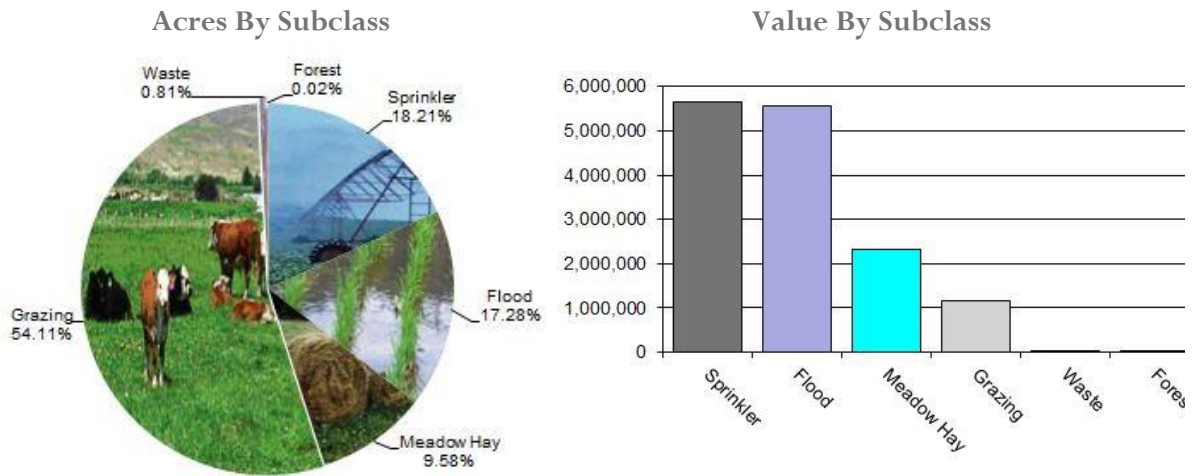 Acres By Subclass
Waste
0.81%
Forest
0.02%
Sprinkler
18.21%
Flood
17.28%
Meadow Hay
9.58%
Grazing
54.11%
Value By Subclass
6,000,000
5,000,000
4,000,000
3,000,000
2,000,000
1,000,000
0
Sprinkler
Flood
Meadow Hay
Grazing
Waste
Fores